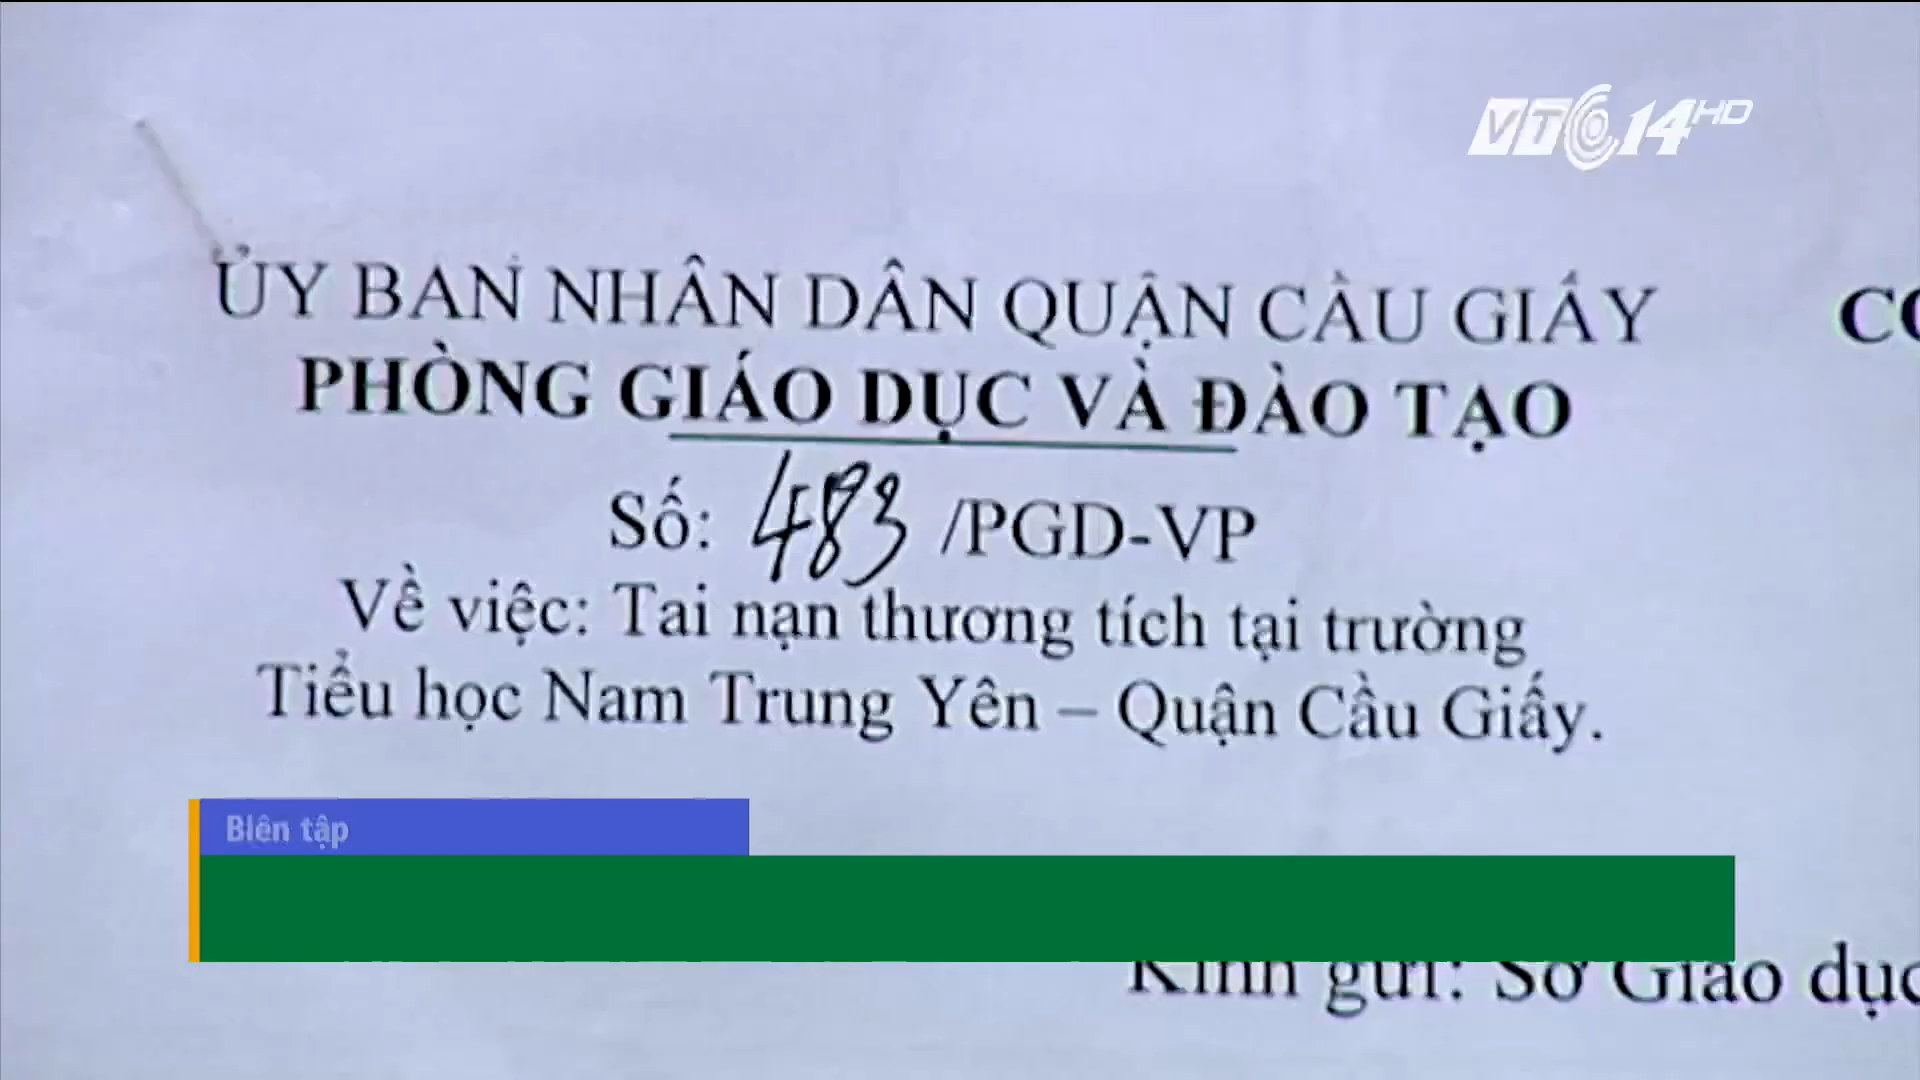 VTC14 HD
ỦY BAN NHÂN DÂN QUẬN CẦU GIẤY
PHÒNG GIÁO DỤC VÀ ĐÀO TẠO
Số: 483 /PGD-VP
Về việc: Tai nạn thương tích tại trường
Tiểu học Nam Trung Yên – Quận Cầu Giấy.
Biên tập
Kính gửi: Sở Giáo dục